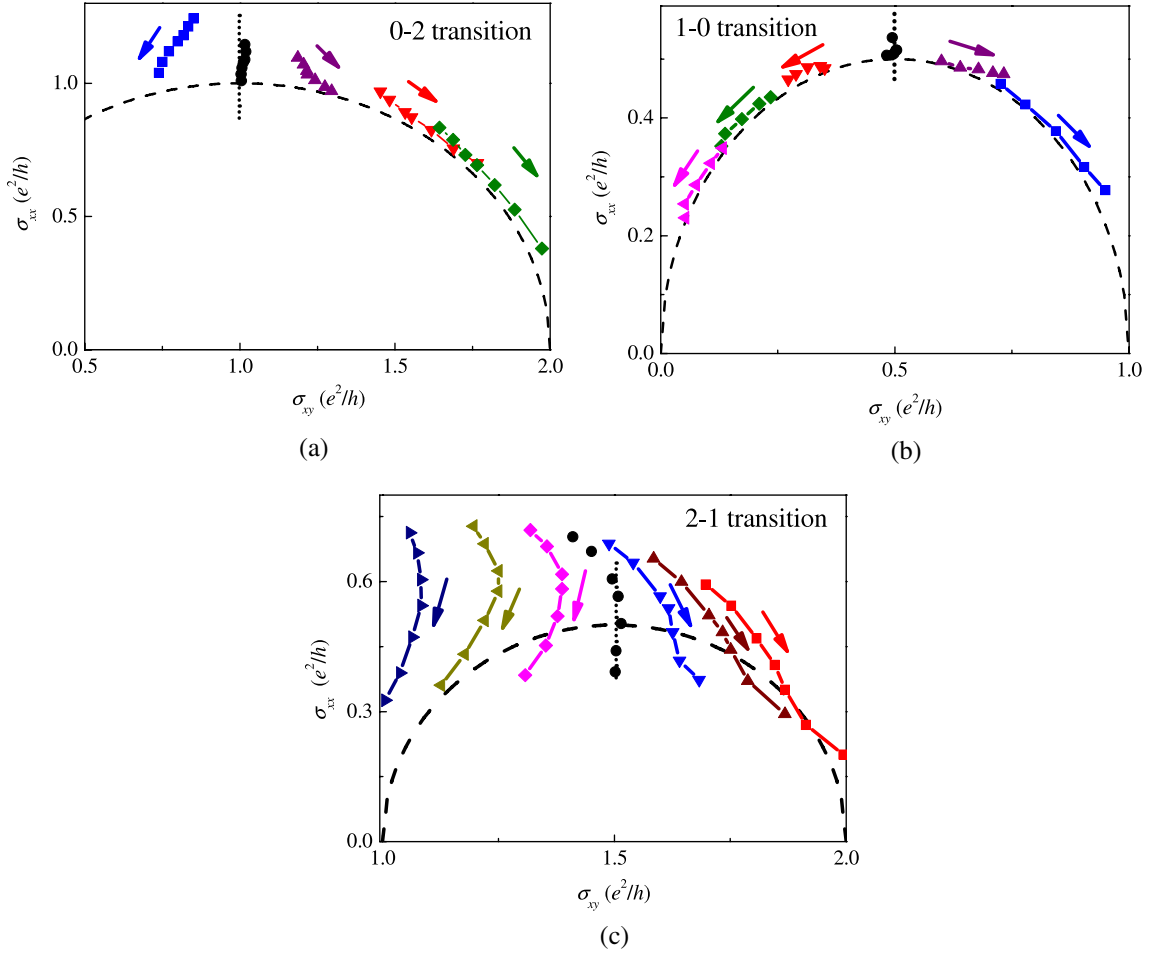 0-2 transition
1.0
0.5
0.0
σxx (e²/h)
0.5
1.0
1.5
2.0
σxy (e²/h)
(a)
1-0 transition
0.4
0.2
0.0
σxx (e²/h)
0.0
0.5
1.0
σxy (e²/h)
(b)
2-1 transition
0.6
0.3
0.0
σxx (e²/h)
1.0
1.5
2.0
σxy (e²/h)
(c)